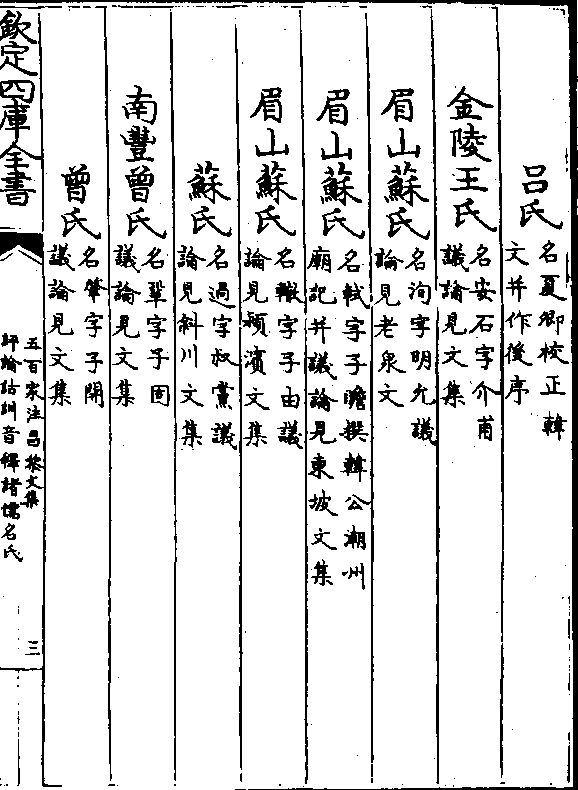 呂氏 名夏卿校正韓文并作後序
金陵王氏 名安石字介甫議論見文集
眉山蘇氏 名洵字明允議論見老泉文
眉山蘇氏 名軾字子瞻撰韓公潮州廟記并議論見東坡文集
眉山蘇氏 名轍字子由議論見潁濱文集
蘇氏 名過字叔黨議論見斜川文集
南豐曾氏 名鞏字子固議論見文集
曾氏 名肇字子開議論見文集
欽定四庫全書
五百家注昌黎文集
評論詁訓音釋諸儒名氏
三